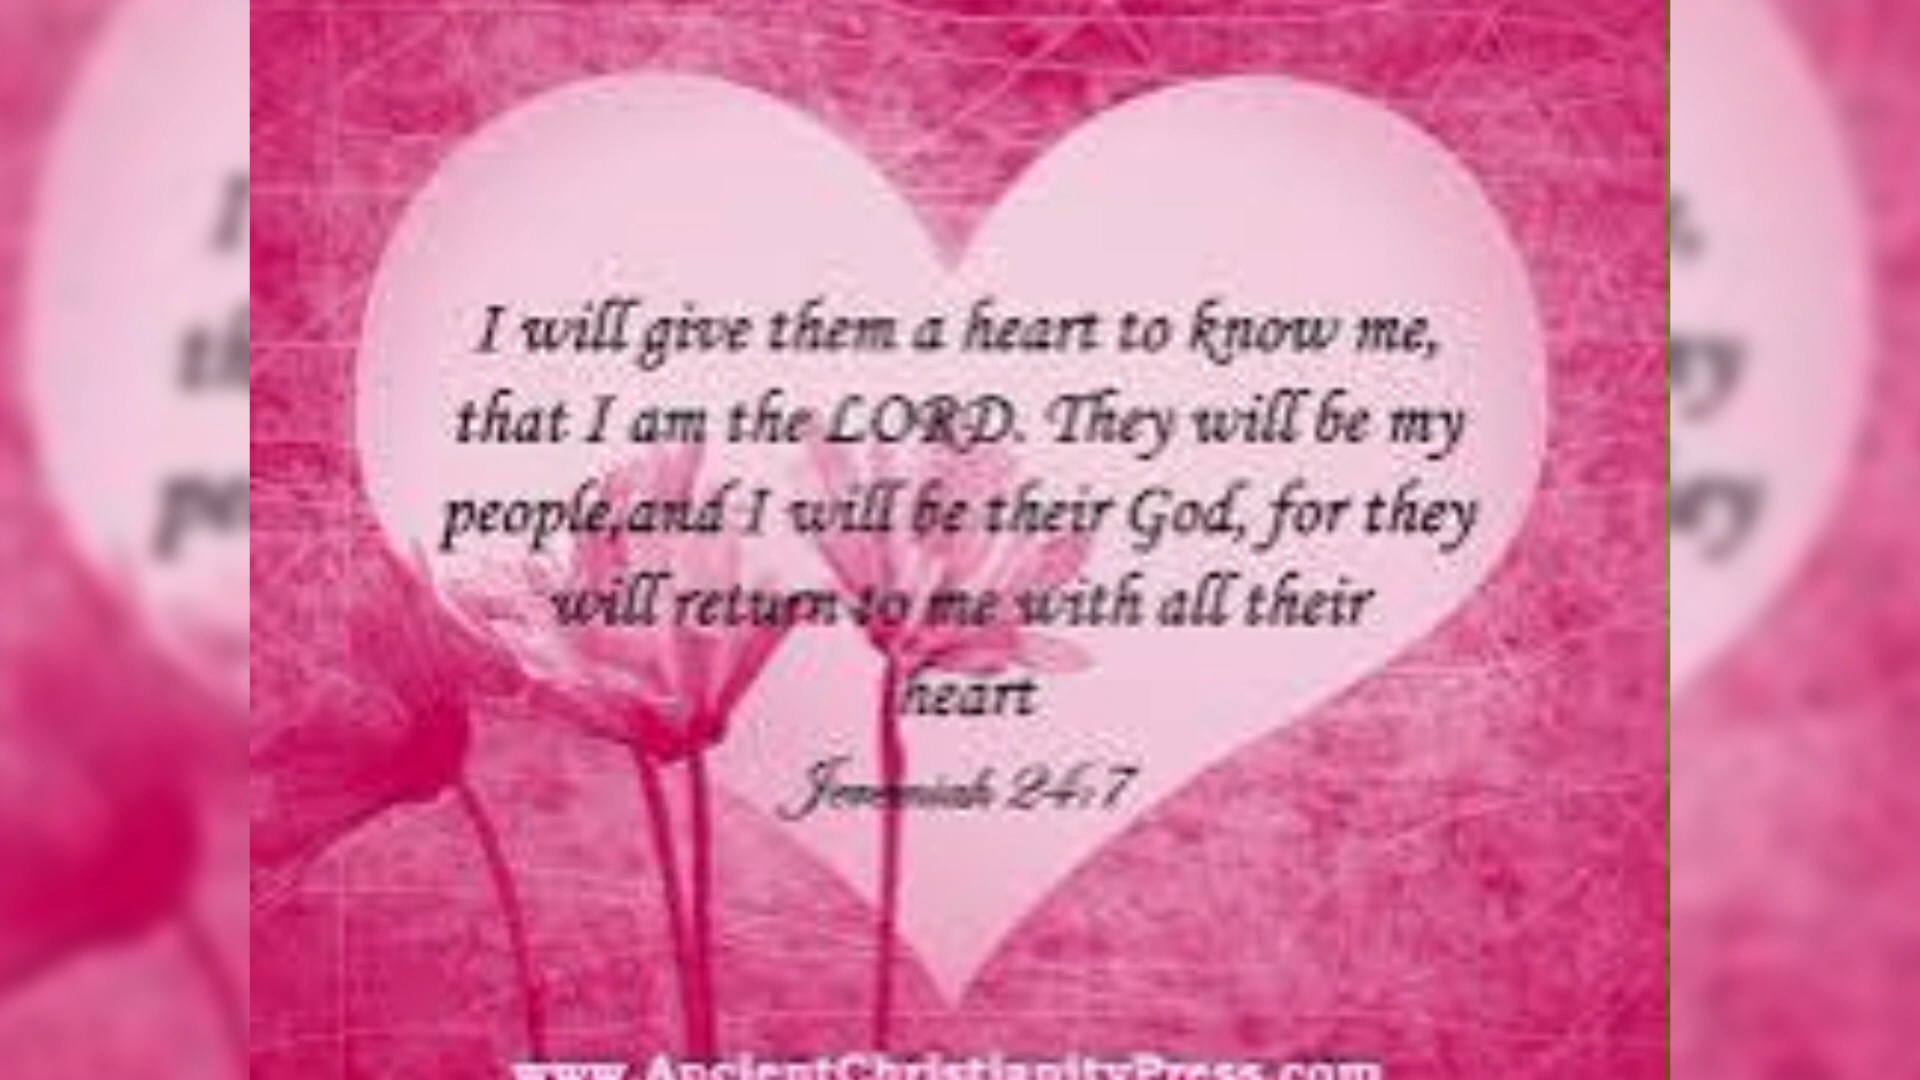 I will give them a heart to know me,
that I am the LORD. They will be my
people,and I will be their God, for they
will return to me with all their
heart
Jeremiah 24:7
www.AncientChristianityPress.com